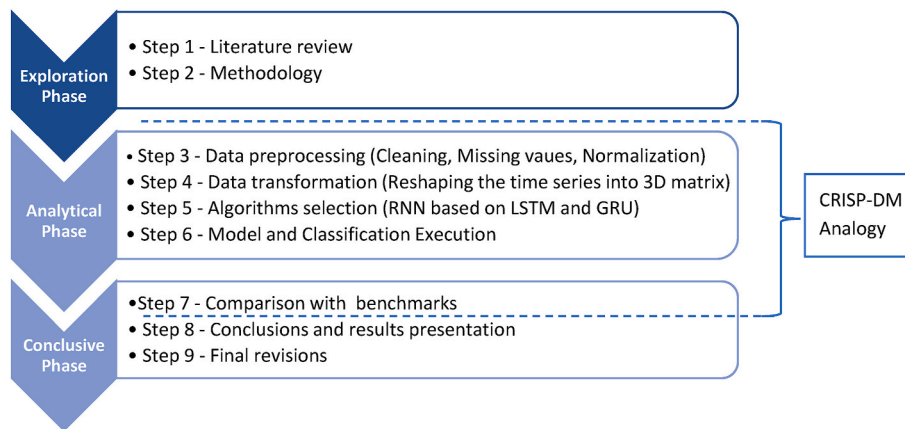 Exploration
Phase
• Step 1 - Literature review
• Step 2 - Methodology
Analytical
Phase
• Step 3 - Data preprocessing (Cleaning, Missing vaues, Normalization)
• Step 4 - Data transformation (Reshaping the time series into 3D matrix)
• Step 5 - Algorithms selection (RNN based on LSTM and GRU)
• Step 6 - Model and Classification Execution
CRISP-DM
Analogy
Conclusive
Phase
•Step 7 - Comparison with benchmarks
• Step 8 - Conclusions and results presentation
• Step 9 - Final revisions